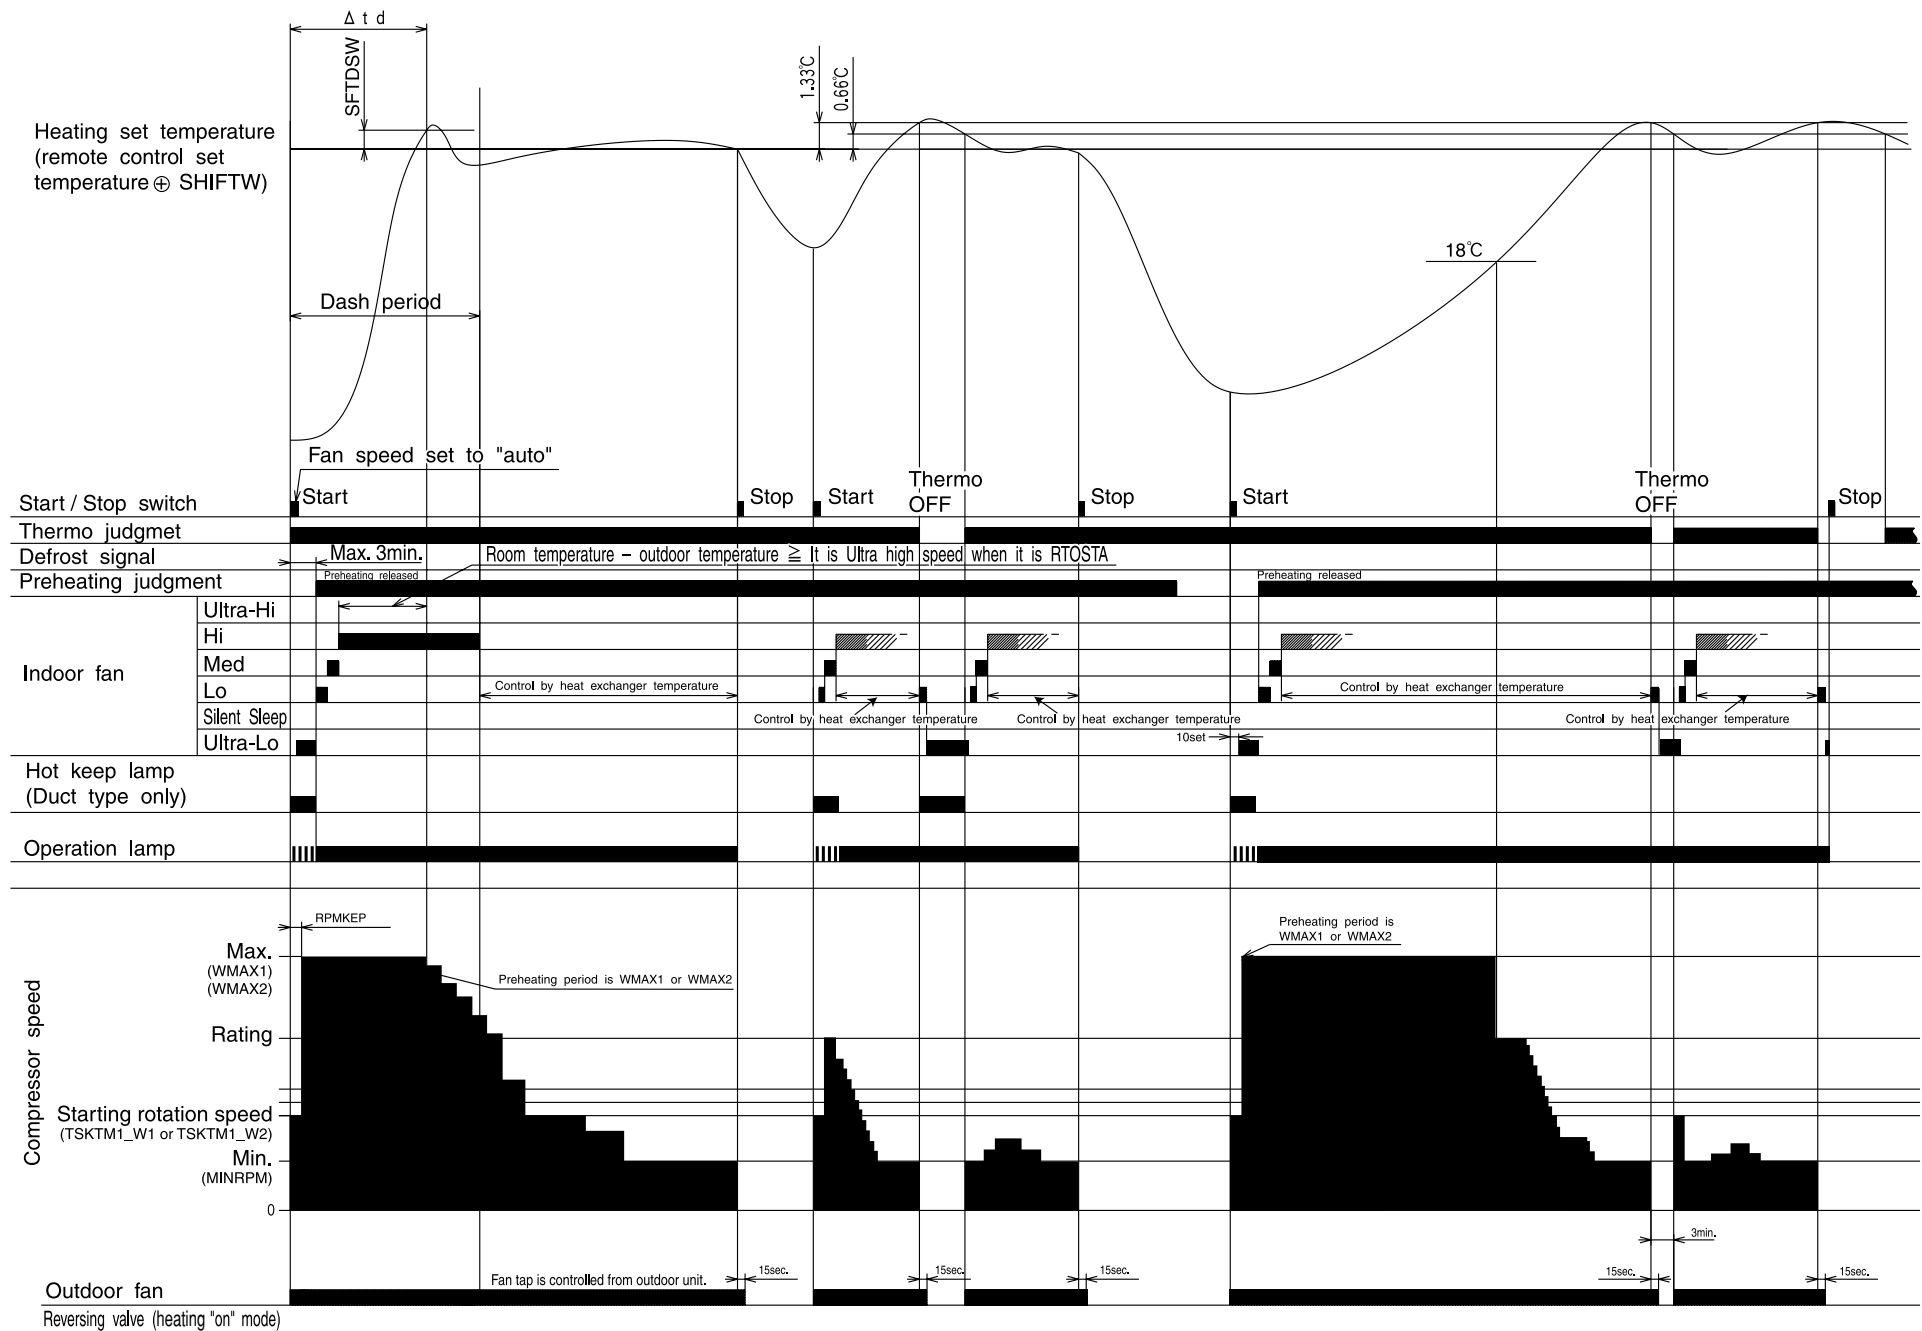 Δ t d
SFTDSW
1.33℃
0.66℃
Heating set temperature
(remote control set
temperature ⊕ SHIFTW)
18℃
Dash period
Fan speed set to "auto"
Start / Stop switch
Start
Stop
Start
Thermo
OFF
Stop
Start
Thermo
OFF
Stop
Thermo judgmet
Defrost signal
Max. 3min.
Room temperature – outdoor temperature ≧ It is Ultra high speed when it is RTOSTA
Preheating judgment
Preheating released
Preheating released
Indoor fan
Ultra-Hi
Hi
Med
Lo
Control by heat exchanger temperature
Control by heat exchanger temperature
Silent Sleep
Control by heat exchanger temperature
Control by heat exchanger temperature
Control by heat exchanger temperature
Ultra-Lo
10set
Hot keep lamp
(Duct type only)
Operation lamp
RPMKEP
Preheating period is
WMAX1 or WMAX2
Compressor speed
Max.
(WMAX1)
(WMAX2)
Preheating period is WMAX1 or WMAX2
Rating
Starting rotation speed
(TSKTM1_W1 or TSKTM1_W2)
Min.
(MINRPM)
0
3min.
Outdoor fan
Fan tap is controlled from outdoor unit.
15sec.
15sec.
15sec.
15sec.
15sec.
Reversing valve (heating "on" mode)